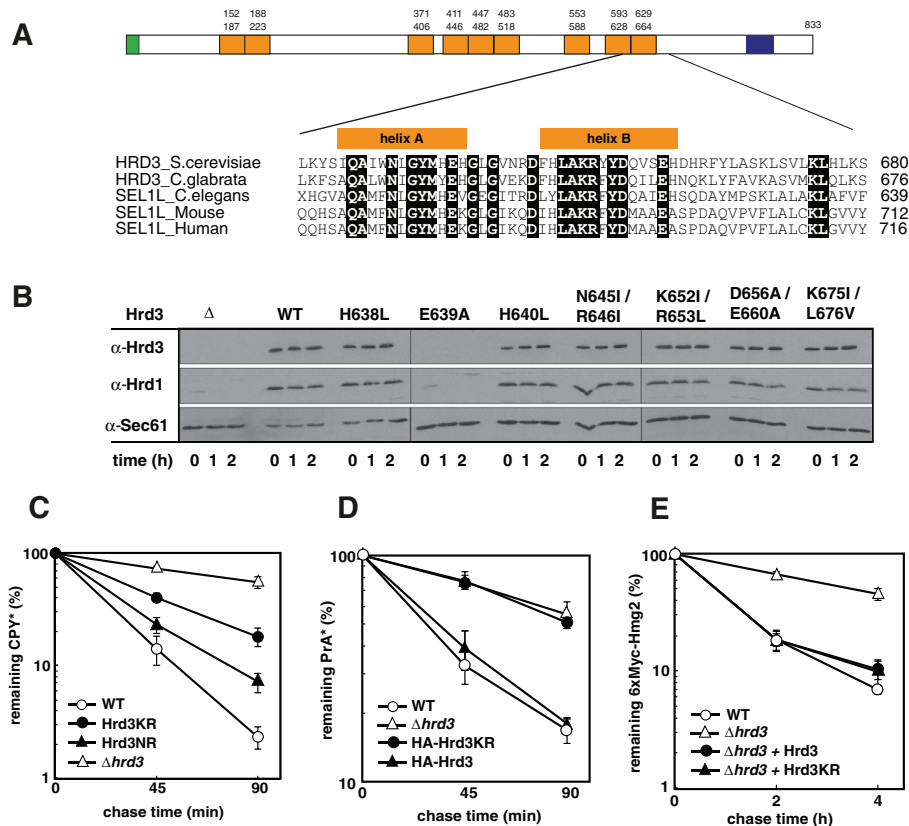 A
152 188 371 411 447 483 553 593 629
187 223 406 446 482 518 588 628 664
833
helix A helix B
HRD3_S.cerevisiae LKYSIQAIWNLGYMHEHGLGVNRDFHLAKRYYDQVSEHDHRFYLASKLSVLKLHLKS 680
HRD3_C.glabrata LKFSAQALWNIGYMYEHGLGVEKDFHLAKRYYDQILEHNQKLYFAVKLSVMKLQLKS 676
SEL1L_C.elegans XHGVAQAMFNLGYMHEVGEGITRDLYLAKRFYDQAIEHSQDAYMPSKLALAKLAIFF 639
SEL1L_Mouse QQHSAQAMFNLGYMHEKGLGIKQDIHLAKRFYDMAAEASPDAQVPVFLALCKLGVVY 712
SEL1L_Human QQHSAQAMFNLGYMHEKGLGIKQDIHLAKRFYDMAAEASPDAQVPVFLALCKLGVVY 716
B
Hrd3 Δ WT H638L E639A H640L N645I / R646I K652I / R653L D656A / E660A K675I / L676V
α-Hrd3
α-Hrd1
α-Sec61
time (h) 0 1 2 0 1 2 0 1 2 0 1 2 0 1 2 0 1 2 0 1 2 0 1 2 0 1 2
C
remaining CPY* (%)
100
10
1
WT
Hrd3KR
Hrd3NR
Δhrd3
0 45 90
chase time (min)
D
remaining PrA* (%)
100
10
WT
Δhrd3
HA-Hrd3KR
HA-Hrd3
0 45 90
chase time (min)
E
remaining 6xMyc-Hmg2 (%)
100
10
1
WT
Δhrd3
Δhrd3 + Hrd3
Δhrd3 + Hrd3KR
0 2 4
chase time (h)